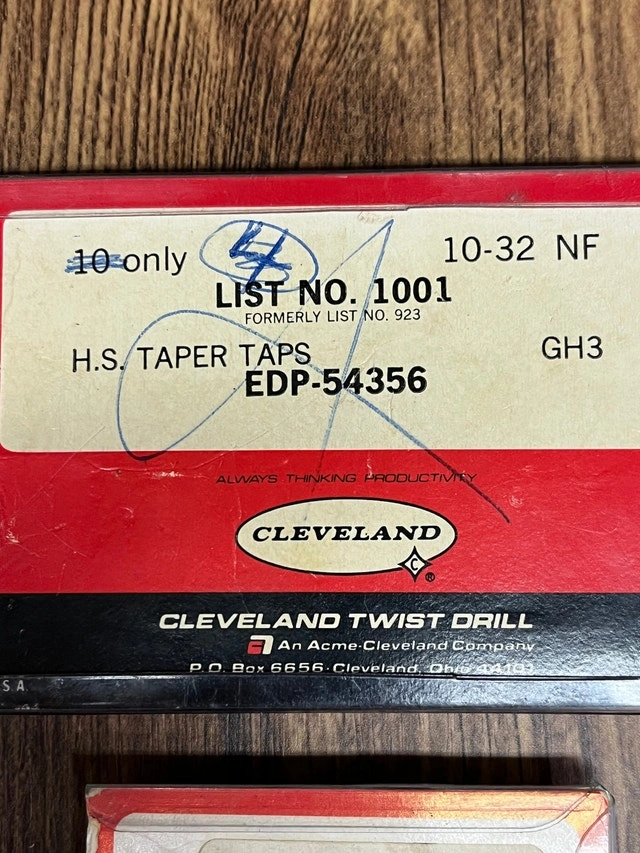 10 only 4 10-32 NF
LIST NO. 1001
FORMERLY LIST NO. 923
H.S. TAPER TAPS GH3
EDP-54356
ALWAYS THINKING PRODUCTIVITY
CLEVELAND
C ®
CLEVELAND TWIST DRILL
An Acme-Cleveland Company
P.O. Box 6656·Cleveland, Ohio 44101
S.A.